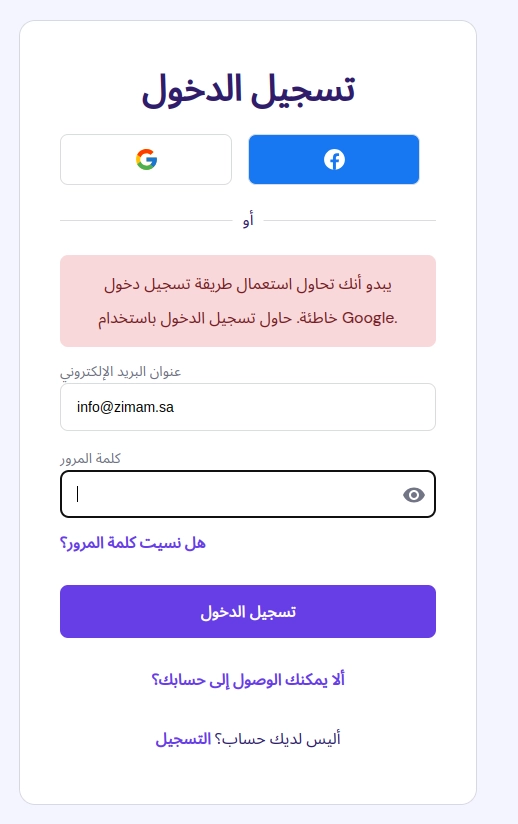 تسجيل الدخول
أو
يبدو أنك تحاول استعمال طريقة تسجيل دخول
خاطئة. حاول تسجيل الدخول باستخدام Google.
عنوان البريد الإلكتروني
info@zimam.sa
كلمة المرور
هل نسيت كلمة المرور؟
تسجيل الدخول
ألا يمكنك الوصول إلى حسابك؟
أليس لديك حساب؟ التسجيل